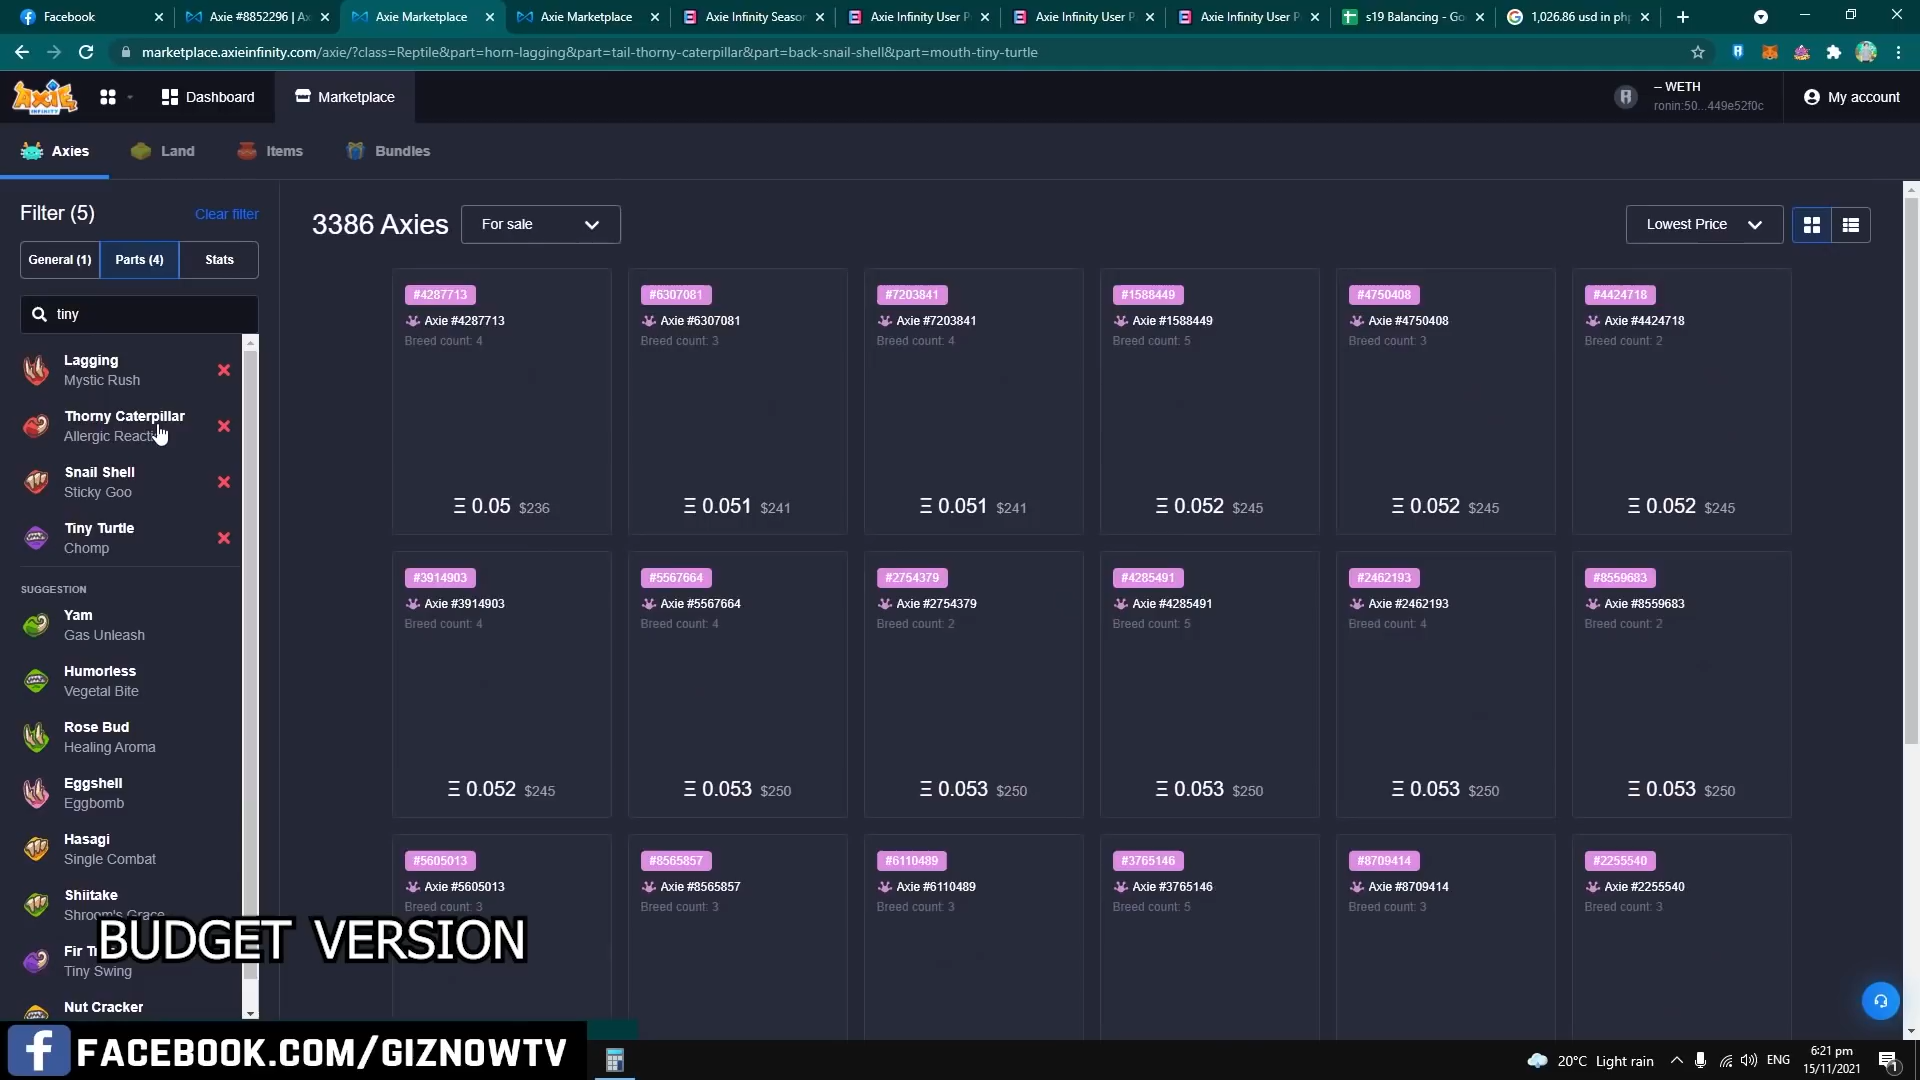 Facebook
Axie #8852296 | Ax
Axie Marketplace
Axie Marketplace
Axie Infinity Season
Axie Infinity User P
Axie Infinity User P
Axie Infinity User P
s19 Balancing - Go
1,026.86 usd in php
marketplace.axieinfinity.com/axie/?class=Reptile&part=horn-lagging&part=tail-thorny-caterpillar&part=back-snail-shell&part=mouth-tiny-turtle
AXIE
INFINITY
Dashboard
Marketplace
-- WETH
ronin:50...449e52f0c
My account
Axies
Land
Items
Bundles
Filter (5)
Clear filter
General (1)
Parts (4)
Stats
tiny
Lagging
Mystic Rush
Thorny Caterpillar
Allergic Reacti
Snail Shell
Sticky Goo
Tiny Turtle
Chomp
SUGGESTION
Yam
Gas Unleash
Humorless
Vegetal Bite
Rose Bud
Healing Aroma
Eggshell
Eggbomb
Hasagi
Single Combat
Shiitake
Shroom's Grace
Fir Tr
Tiny Swing
Nut Cracker
3386 Axies
For sale
Lowest Price
#4287713
Axie #4287713
Breed count: 4
Ξ 0.05 $236
#6307081
Axie #6307081
Breed count: 3
Ξ 0.051 $241
#7203841
Axie #7203841
Breed count: 4
Ξ 0.051 $241
#1588449
Axie #1588449
Breed count: 5
Ξ 0.052 $245
#4750408
Axie #4750408
Breed count: 3
Ξ 0.052 $245
#4424718
Axie #4424718
Breed count: 2
Ξ 0.052 $245
#3914903
Axie #3914903
Breed count: 4
Ξ 0.052 $245
#5567664
Axie #5567664
Breed count: 4
Ξ 0.053 $250
#2754379
Axie #2754379
Breed count: 2
Ξ 0.053 $250
#4285491
Axie #4285491
Breed count: 5
Ξ 0.053 $250
#2462193
Axie #2462193
Breed count: 4
Ξ 0.053 $250
#8559683
Axie #8559683
Breed count: 2
Ξ 0.053 $250
#5605013
Axie #5605013
Breed count: 3
#8565857
Axie #8565857
Breed count: 3
#6110489
Axie #6110489
Breed count: 3
#3765146
Axie #3765146
Breed count: 5
#8709414
Axie #8709414
Breed count: 3
#2255540
Axie #2255540
Breed count: 3
BUDGET VERSION
FACEBOOK.COM/GIZNOWTV
20°C Light rain
ENG
6:21 pm
15/11/2021
1